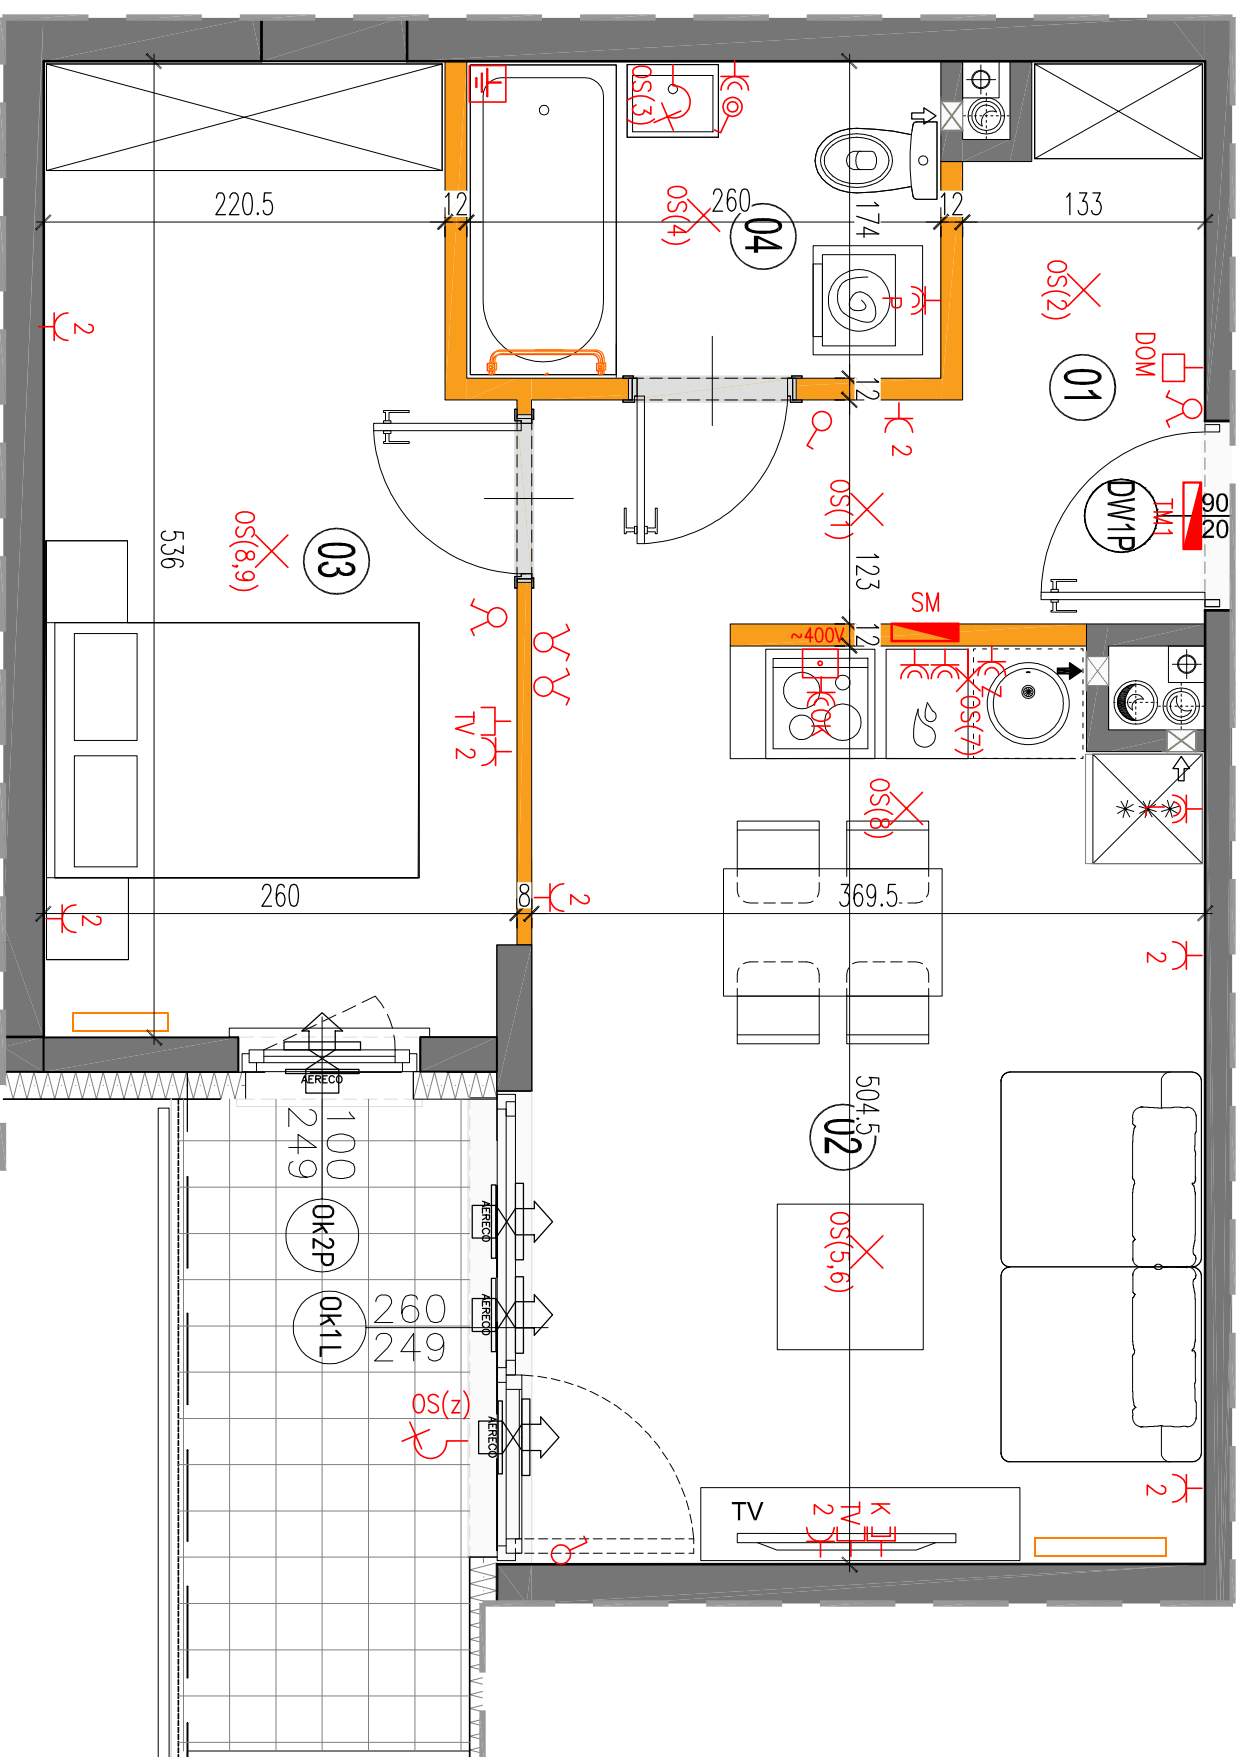 OS(3)
220.5
12
OS(4)
260
04
174
12
133
P
OS(2)
2
DOM
01
12
2
OS(1)
DW1P
TM1
90
20
536
OS(8,9)
03
123
SM
~400V
12
OK
Z
OS(7)
TV 2
OS(8)
260
8
2
369.5
2
2
AERECO
100
249
504.5
02
AERECO
OK2P
OS(5,6)
AERECO
OK1L
260
249
OS(z)
AERECO
2
TV
2
TV
K